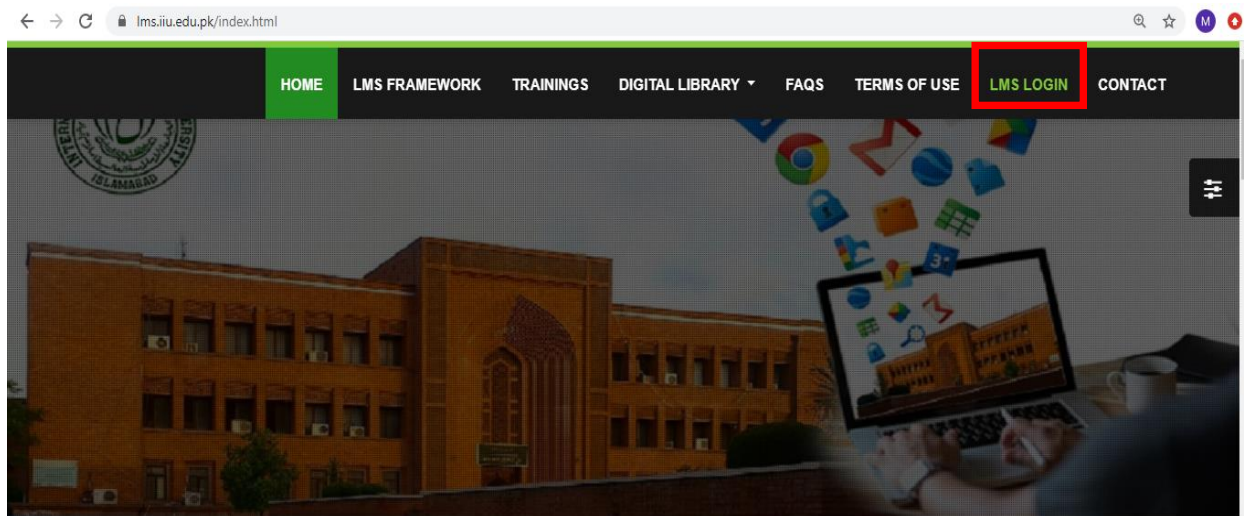 lms.iiu.edu.pk/index.html
M
HOME LMS FRAMEWORK TRAININGS DIGITAL LIBRARY FAQS TERMS OF USE LMS LOGIN CONTACT
ISLAMABAD
3°